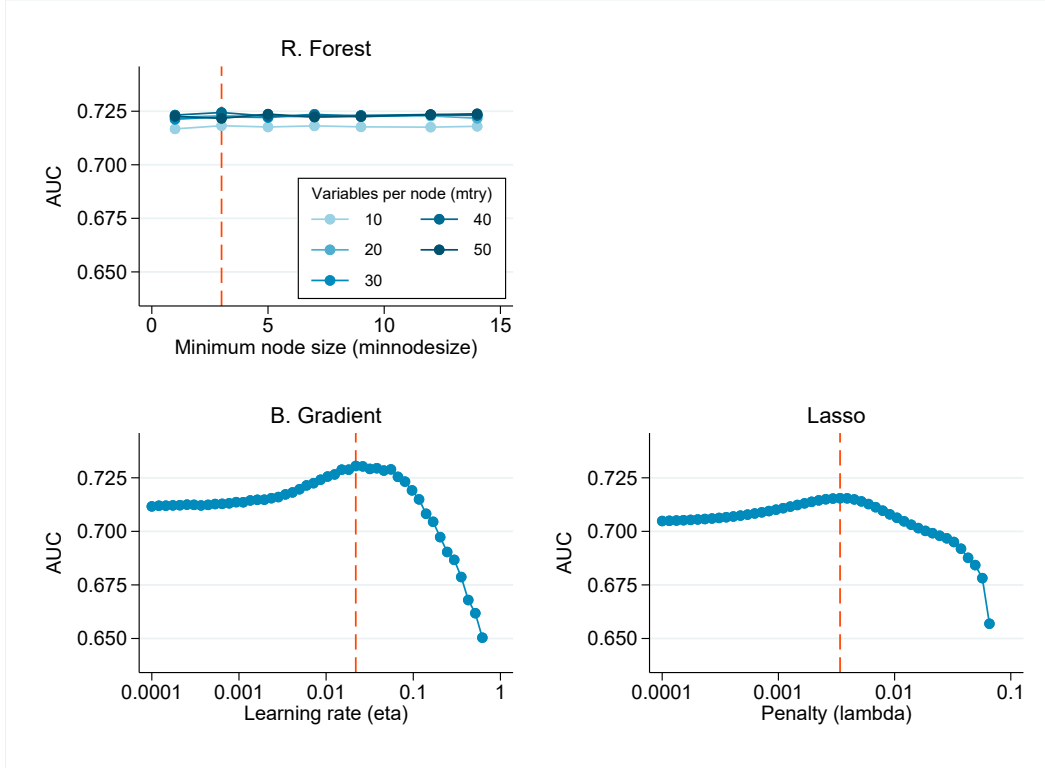 R. Forest
AUC
0.725
0.700
0.675
0.650
Variables per node (mtry)
10 40
20 50
30
0 5 10 15
Minimum node size (minnodesize)
B. Gradient
AUC
0.725
0.700
0.675
0.650
0.0001 0.001 0.01 0.1 1
Learning rate (eta)
Lasso
AUC
0.725
0.700
0.675
0.650
0.0001 0.001 0.01 0.1
Penalty (lambda)